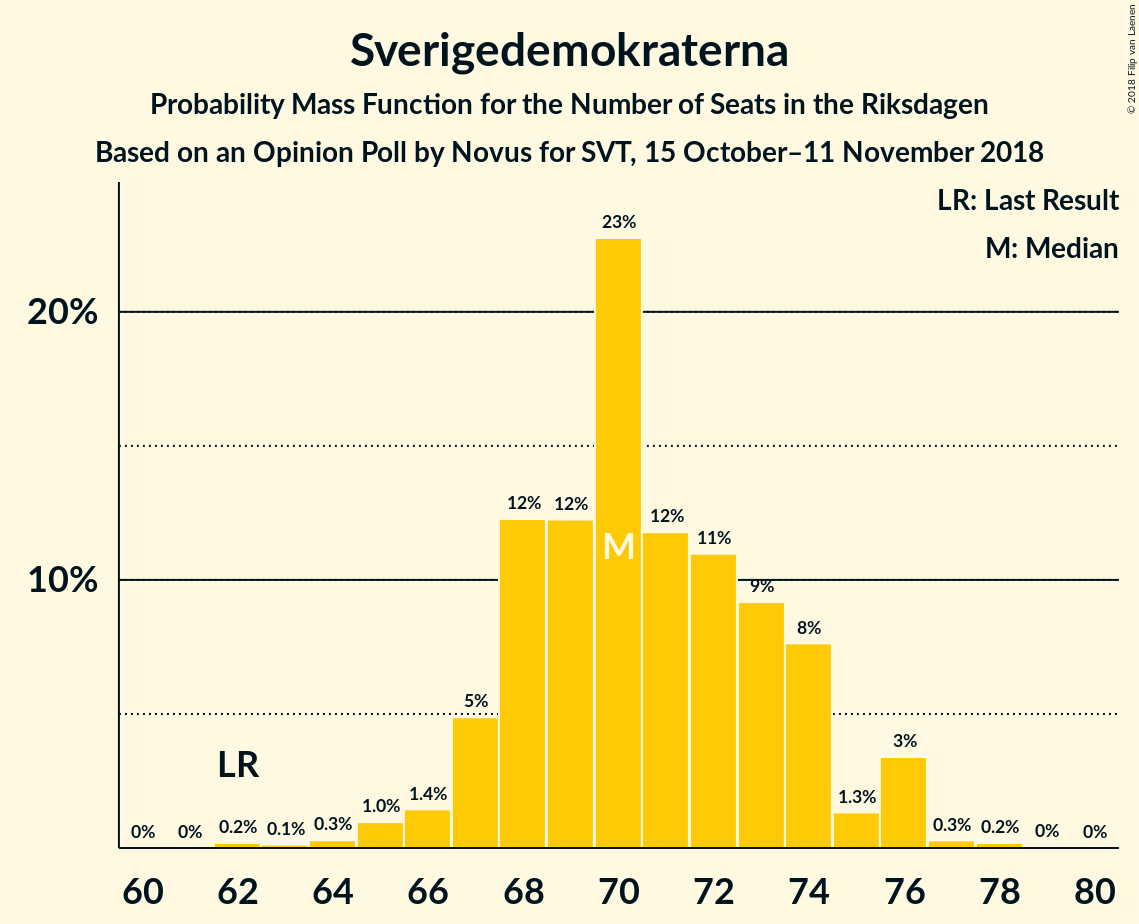 Sverigedemokraterna
Probability Mass Function for the Number of Seats in the Riksdagen
Based on an Opinion Poll by Novus for SVT, 15 October–11 November 2018
© 2018 Filip van Laenen
LR: Last Result
M: Median
20%
10%
0%
0%
0.2%
0.1%
0.3%
1.0%
1.4%
5%
12%
12%
23%
12%
11%
9%
8%
1.3%
3%
0.3%
0.2%
0%
0%
LR
M
60 62 64 66 68 70 72 74 76 78 80